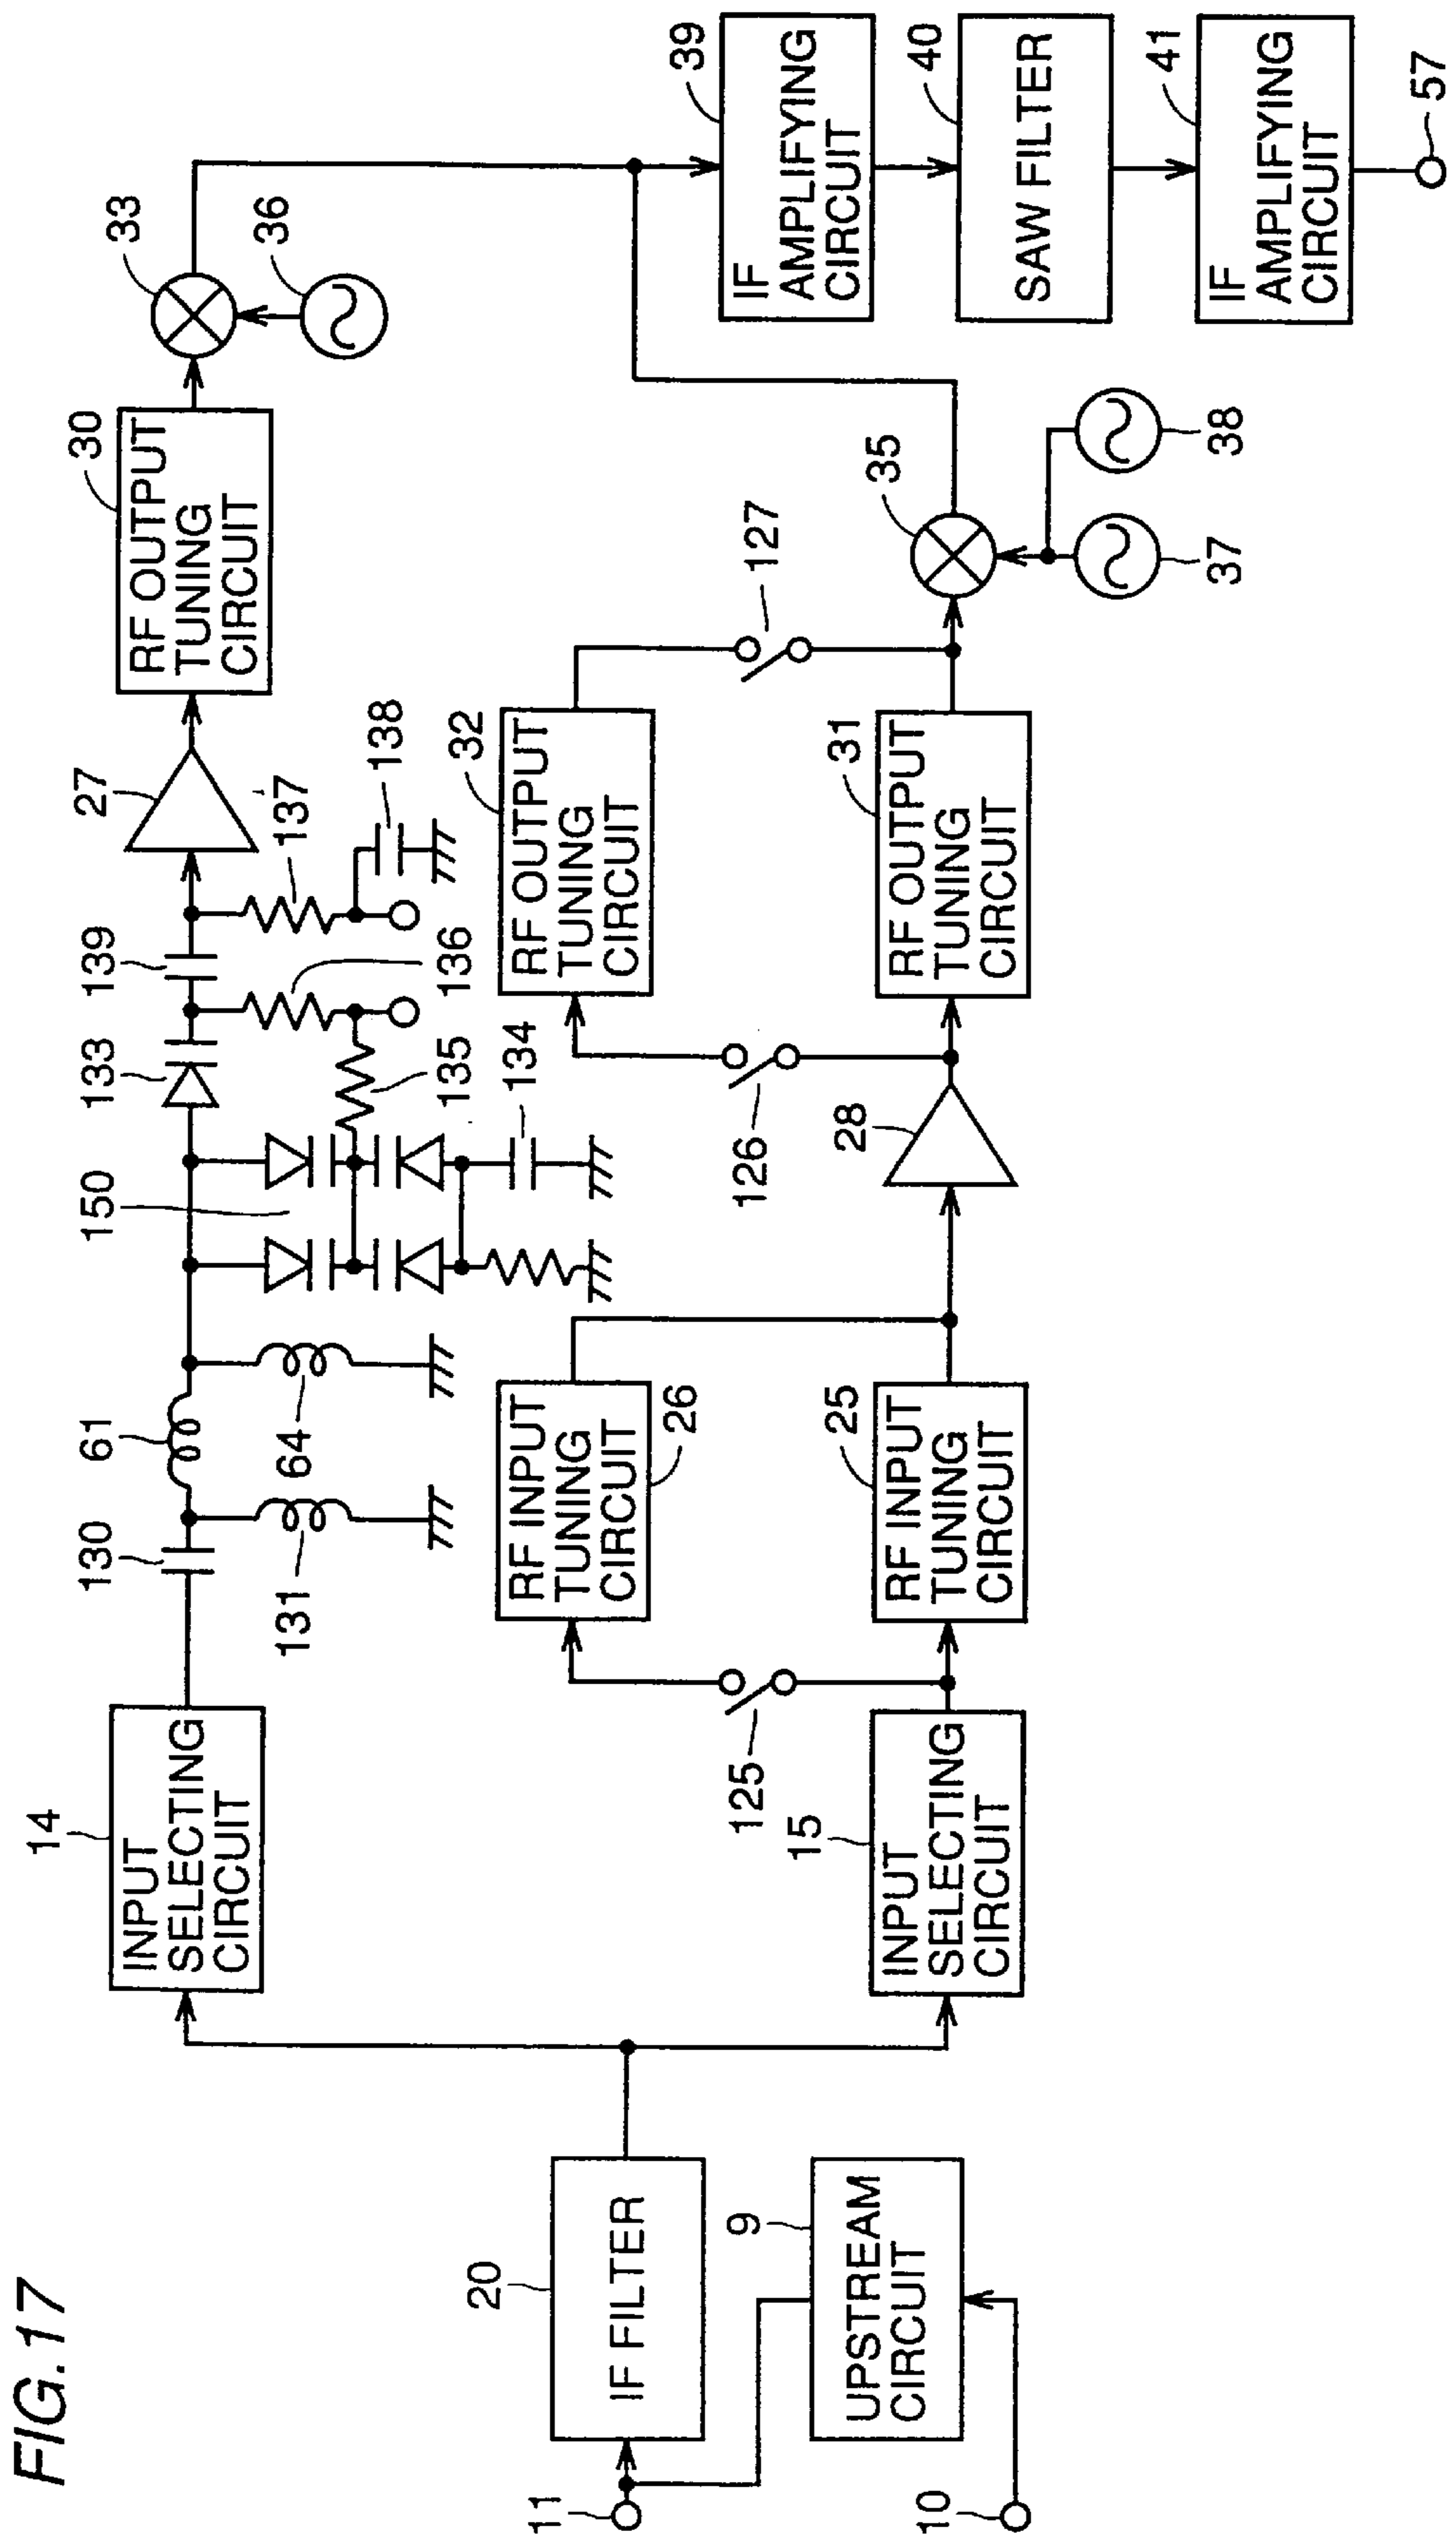 FIG.17
11
10
20
IF FILTER
9
UPSTREAM
CIRCUIT
14
INPUT
SELECTING
CIRCUIT
15
INPUT
SELECTING
CIRCUIT
130
131
61
64
150
133
134
135
136
139
137
138
27
30
RF OUTPUT
TUNING
CIRCUIT
33
36
125
26
RF INPUT
TUNING
CIRCUIT
25
RF INPUT
TUNING
CIRCUIT
28
126
32
RF OUTPUT
TUNING
CIRCUIT
31
RF OUTPUT
TUNING
CIRCUIT
127
35
37
38
39
IF
AMPLIFYING
CIRCUIT
40
SAW FILTER
41
IF
AMPLIFYING
CIRCUIT
57